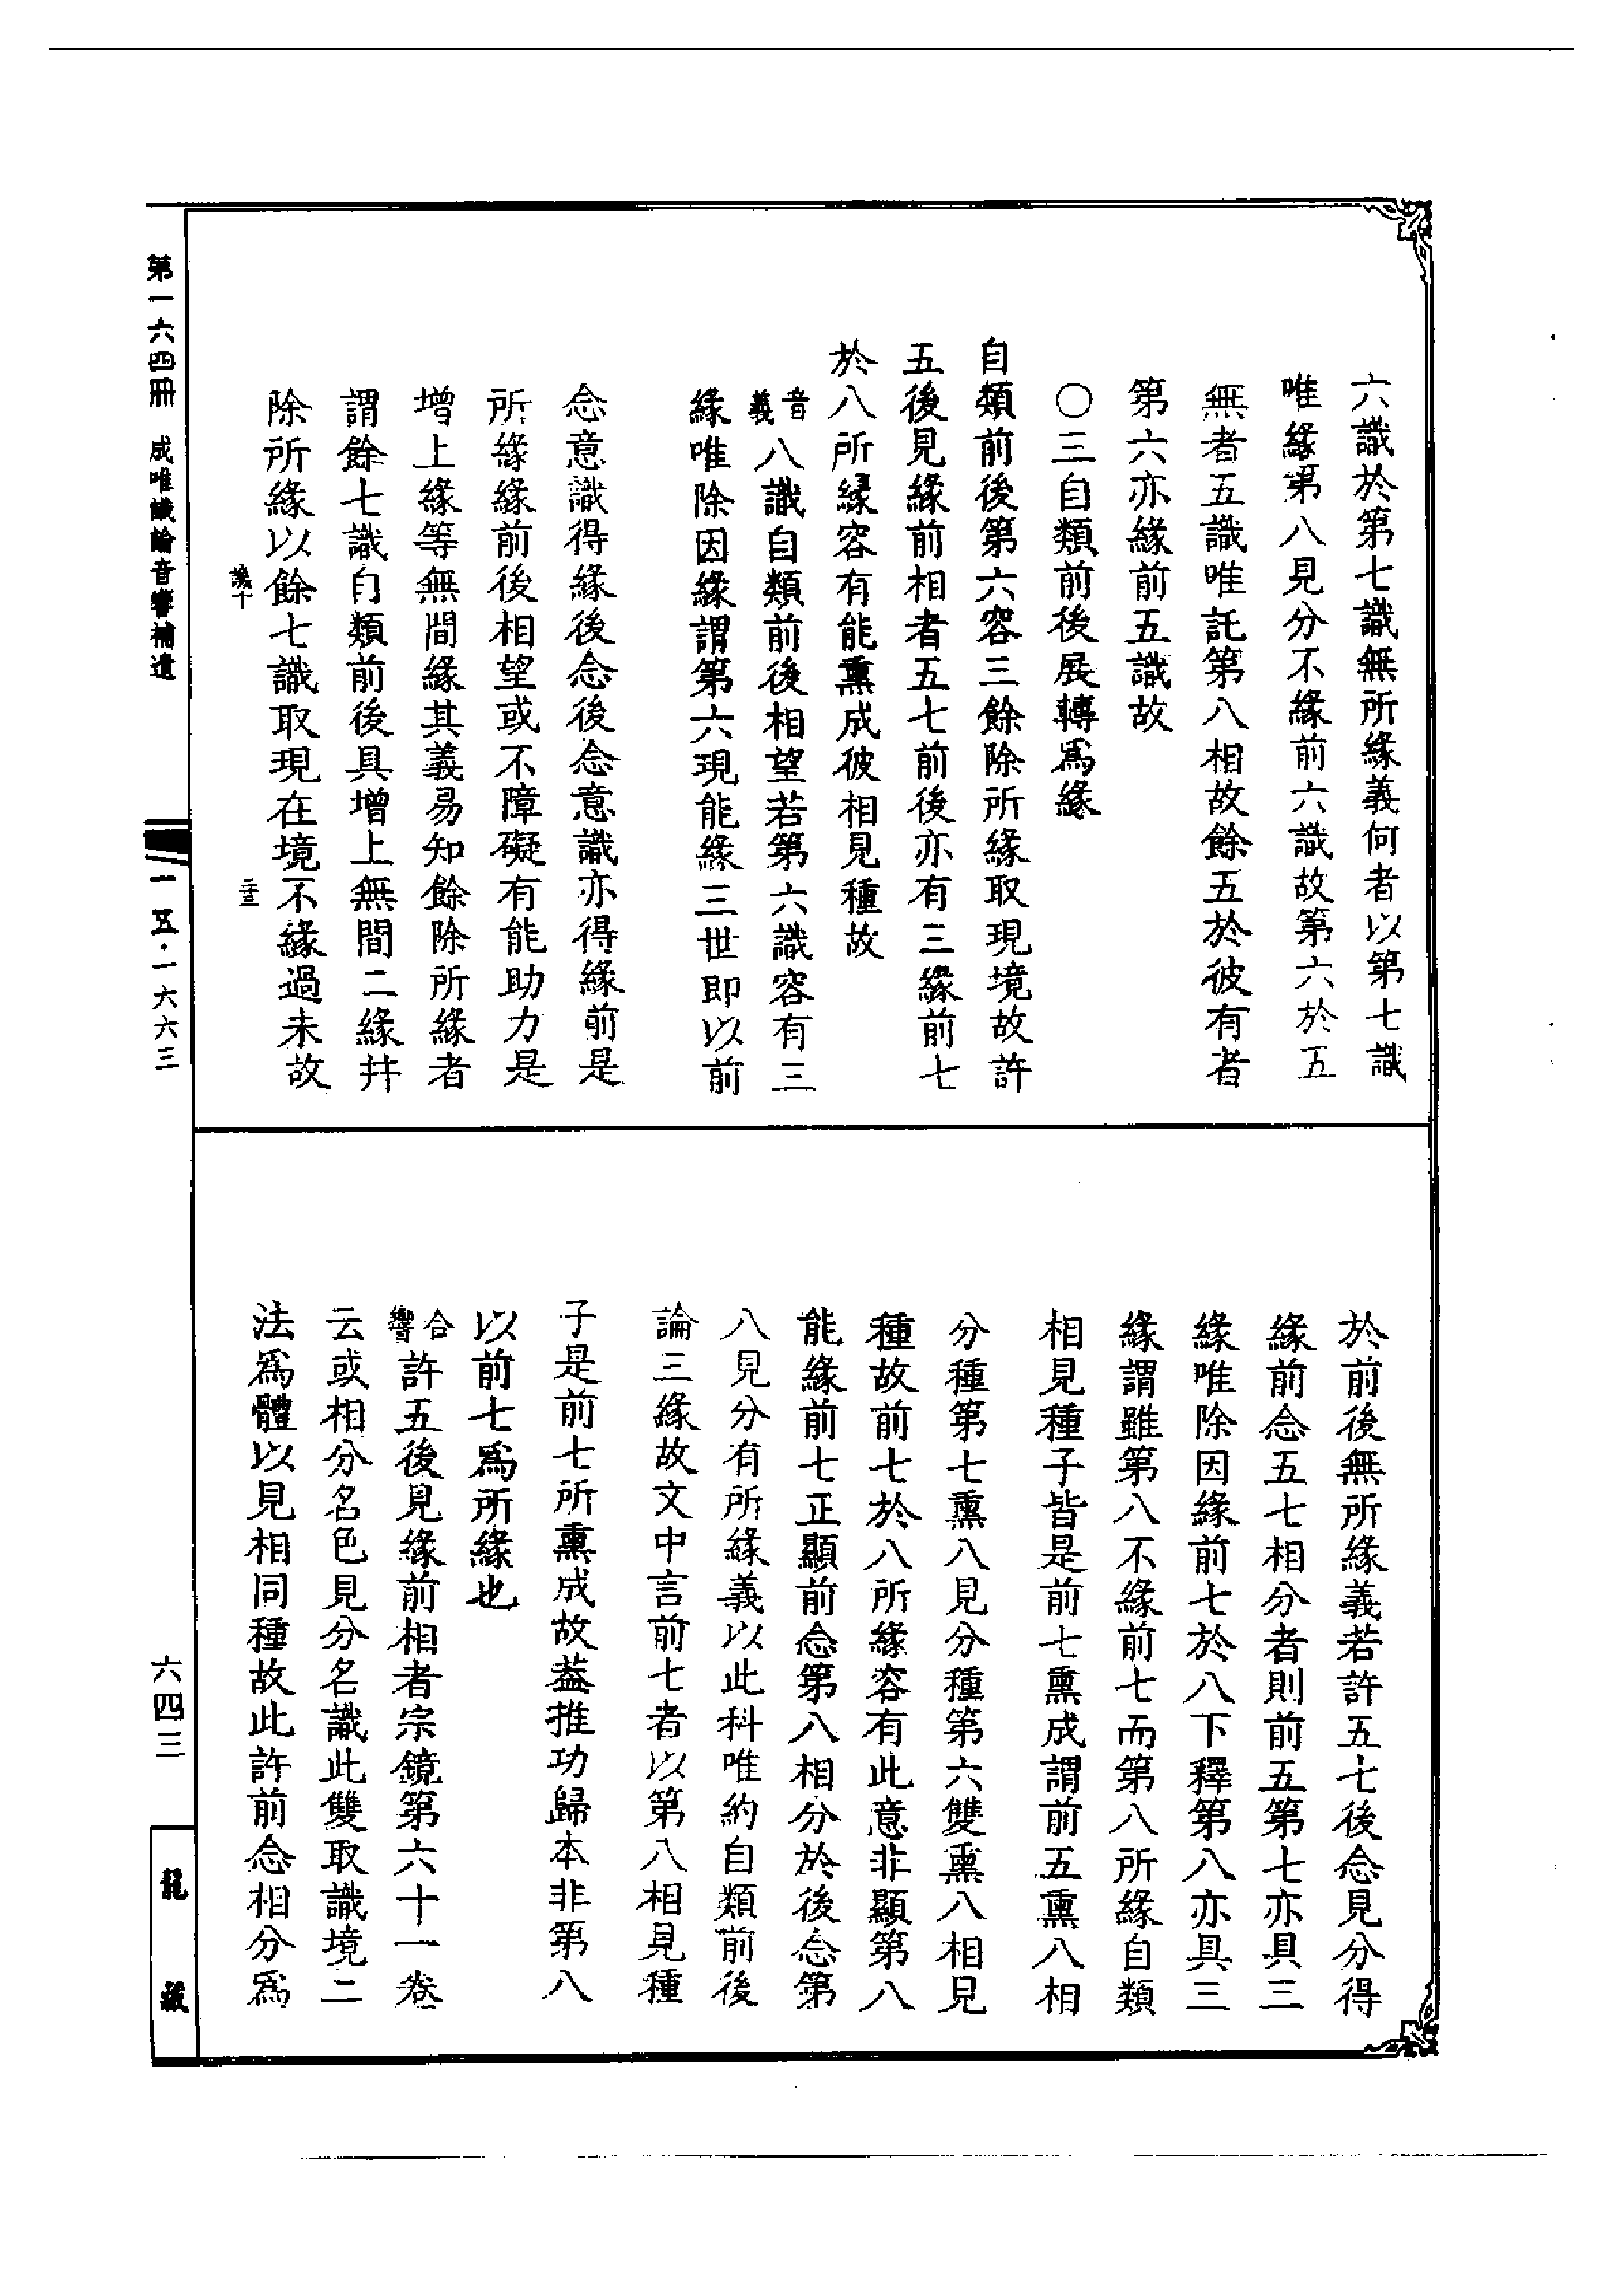 六識於第七識無所緣義何者以第七識
唯緣第八見分不緣前六識故第六於五
無者五識唯託第八相故餘五於彼有者
第六亦緣前五識故
〇三自類前後展轉爲緣
自類前後第六容三餘除所緣取現境故許
五後見緣前相者五七前後亦有三緣前七
於八所緣容有能熏成彼相見種故
音義八識自類前後相望若第六識容有三
緣唯除因緣謂第六現能緣三世即以前
念意識得緣後念後念意識亦得緣前是
所緣緣前後相望或不障礙有能助力是
增上緣等無間緣其義易知餘除所緣者
謂餘七識自類前後具增上無間二緣幷
除所緣以餘七識取現在境不緣過未故
於前後無所緣義若許五七後念見分得
緣前念五七相分者則前五第七亦具三
緣唯除因緣前七於八下釋第八亦具三
緣謂雖第八不緣前七而第八所緣自類
相見種子皆是前七熏成謂前五熏八相
分種第七熏八見分種第六雙熏八相見
種故前七於八所緣容有此意非顯第八
能緣前七正顯前念第八相分於後念第
八見分有所緣義以此科唯約自類前後
論三緣故文中言前七者以第八相見種
子是前七所熏成故葢推功歸本非第八
以前七爲所緣也
合響許五後見緣前相者宗鏡第六十一卷
云或相分名色見分名識此雙取識境二
法爲體以見相同種故此許前念相分爲
第一六四冊 成唯識論音響補遺
一五·一六六三
六四三
龍藏